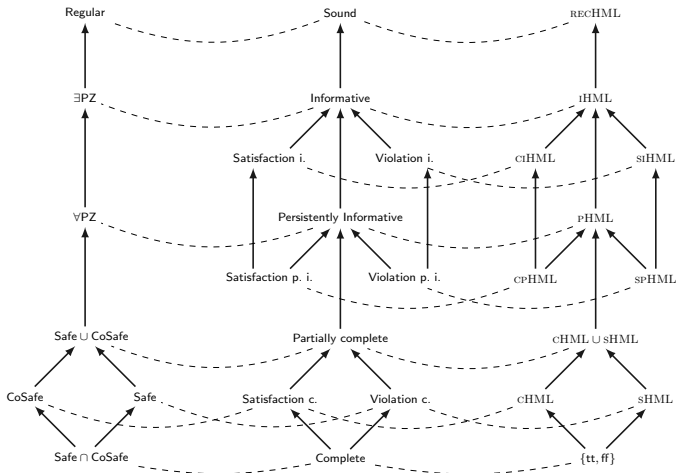 Regular Sound RECHML
∃PZ Informative IHML
Satisfaction i. Violation i. CIHML SIHML
∀PZ Persistently Informative PHML
Satisfaction p. i. Violation p. i. CPHML SPHML
Safe ∪ CoSafe Partially complete CHML ∪ SHML
CoSafe Safe Satisfaction c. Violation c. CHML SHML
Safe ∩ CoSafe Complete {tt, ff}